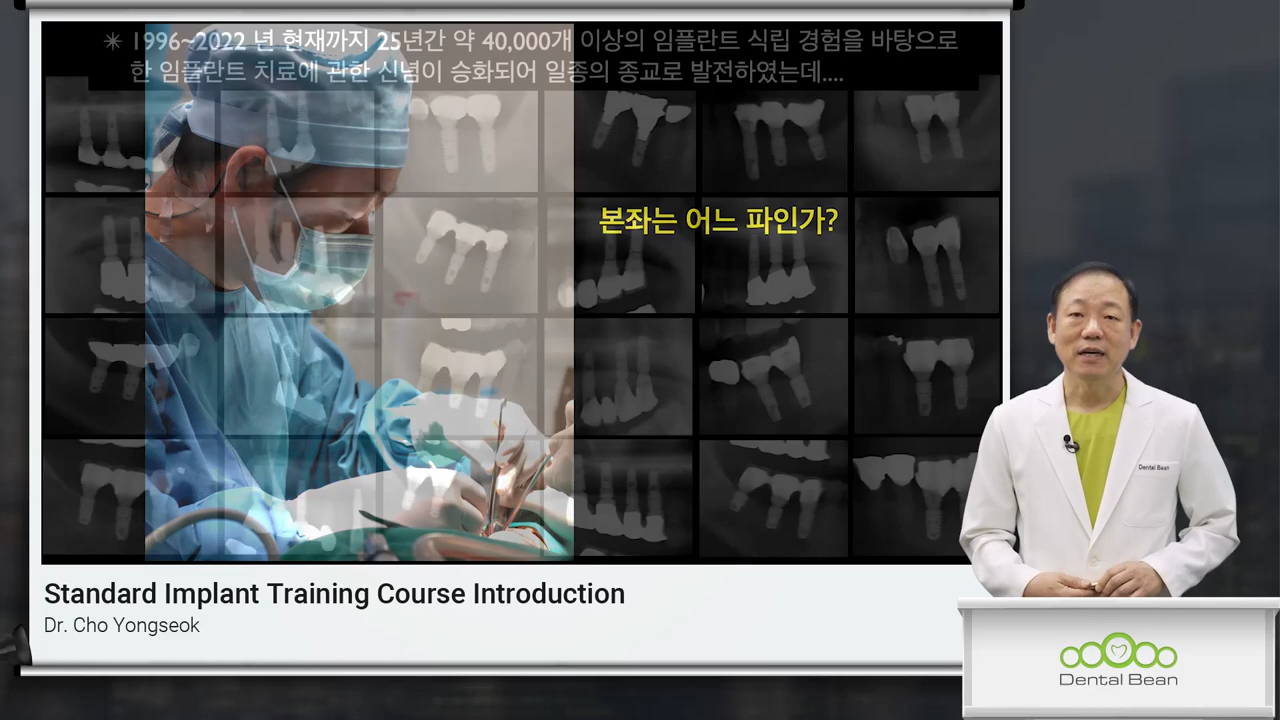 ✳ 1996~2022 년 현재까지 25년간 약 40,000개 이상의 임플란트 식립 경험을 바탕으로
한 임플란트 치료에 관한 신념이 승화되어 일종의 종교로 발전하였는데....
본좌는 어느 파인가?
Standard Implant Training Course Introduction
Dr. Cho Yongseok
Dental Bean
Dental Bean